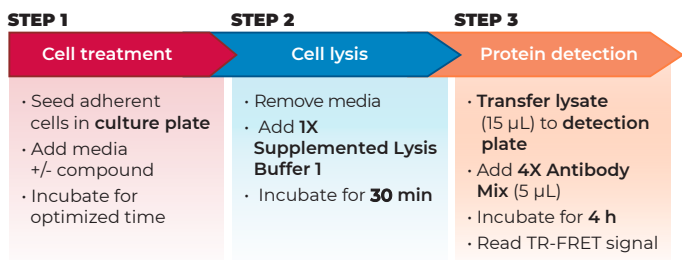 STEP 1
Cell treatment
· Seed adherent
cells in culture plate
· Add media
+/- compound
· Incubate for
optimized time
STEP 2
Cell lysis
· Remove media
· Add 1X
Supplemented Lysis
Buffer 1
· Incubate for 30 min
STEP 3
Protein detection
· Transfer lysate
(15 µL) to detection
plate
· Add 4X Antibody
Mix (5 µL)
· Incubate for 4 h
· Read TR-FRET signal